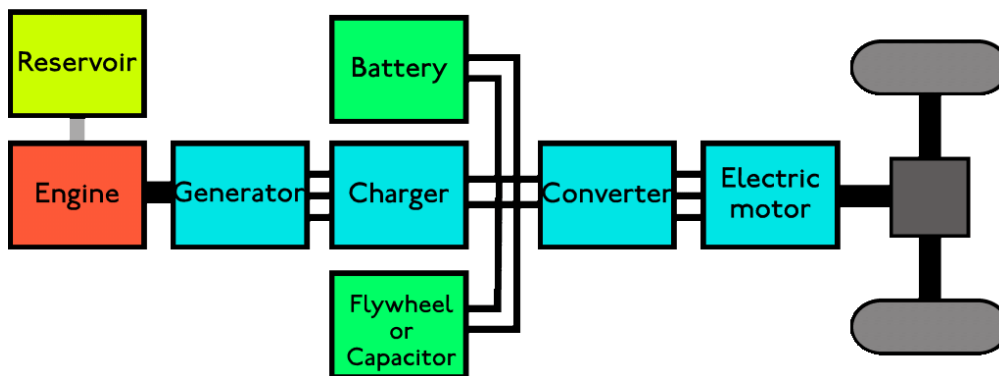 Reservoir
Battery
Engine
Generator
Charger
Converter
Electric
motor
Flywheel
or
Capacitor